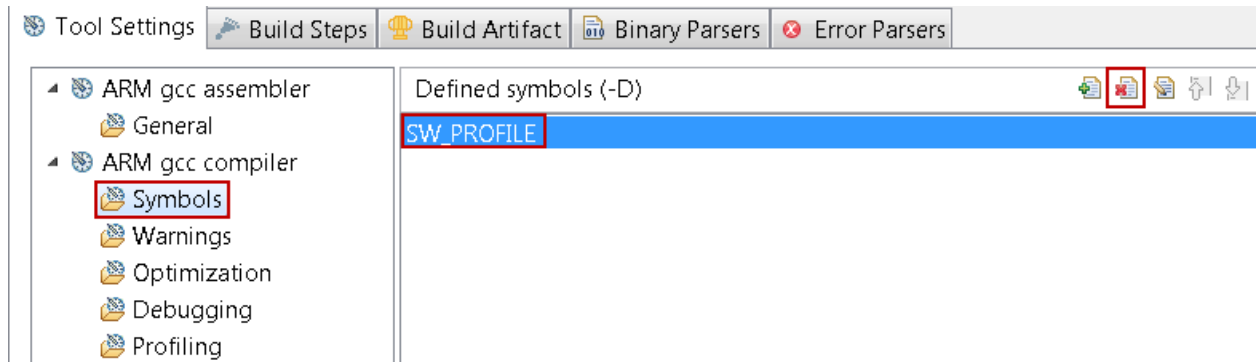 Tool Settings Build Steps Build Artifact Binary Parsers Error Parsers
ARM gcc assembler
General
ARM gcc compiler
Symbols
Warnings
Optimization
Debugging
Profiling
Defined symbols (-D)
SW_PROFILE